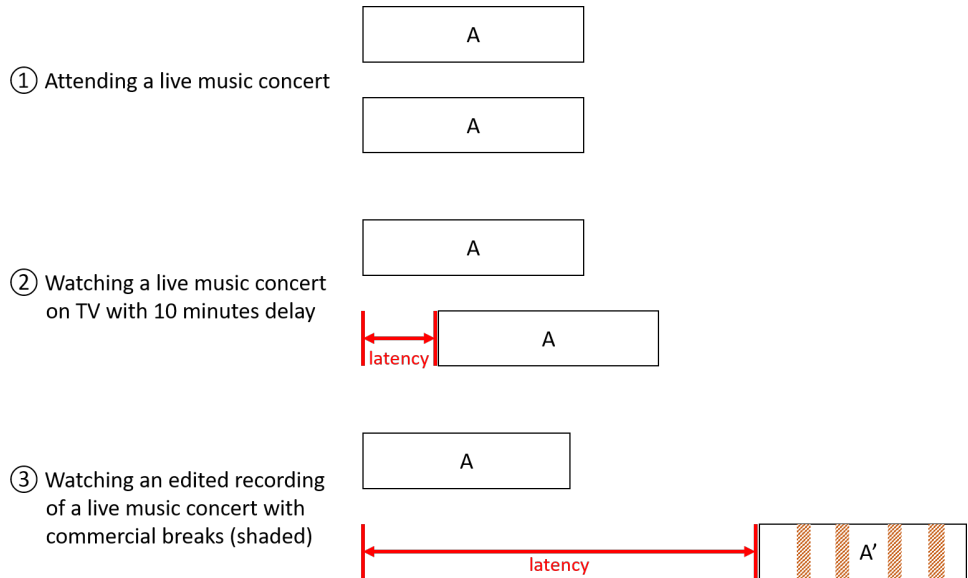 A
① Attending a live music concert
A
A
② Watching a live music concert
on TV with 10 minutes delay
A
latency
A
③ Watching an edited recording
of a live music concert with
commercial breaks (shaded)
A’
latency